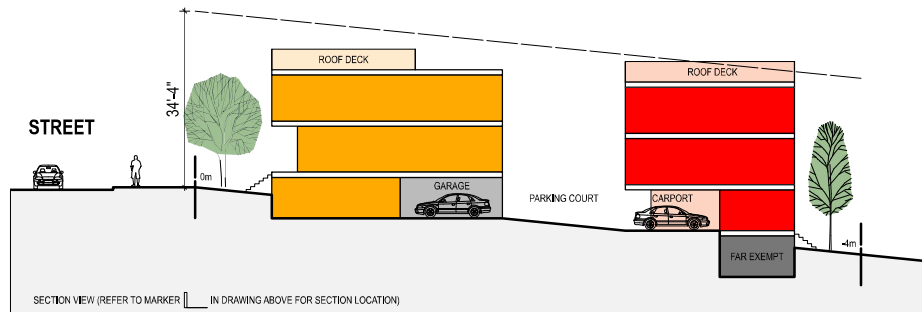 34'-4"
ROOF DECK
ROOF DECK
STREET
0m
GARAGE
PARKING COURT
CARPORT
-4m
FAR EXEMPT
SECTION VIEW (REFER TO MARKER IN DRAWING ABOVE FOR SECTION LOCATION)